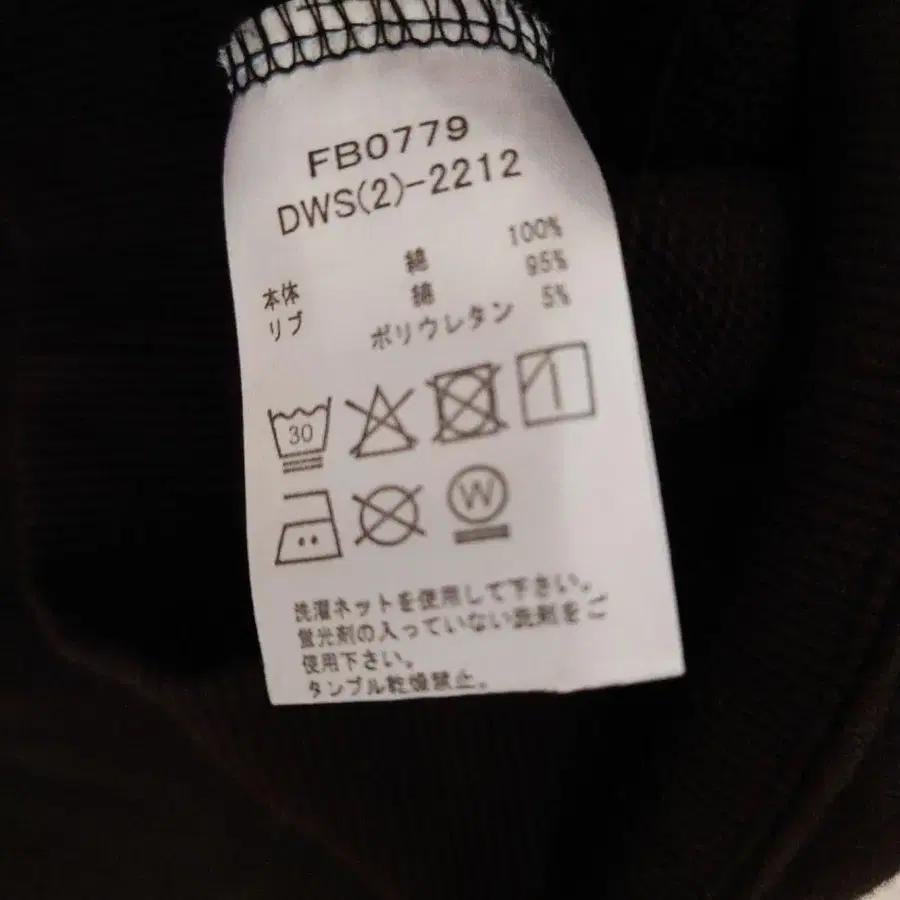 FB0779
DWS(2)-2212
本体 綿 100%
リブ 綿 95%
ポリウレタン 5%
30
W
洗濯ネットを使用して下さい。
蛍光剤の入っていない洗剤をご
使用下さい。
タンブル乾燥禁止。